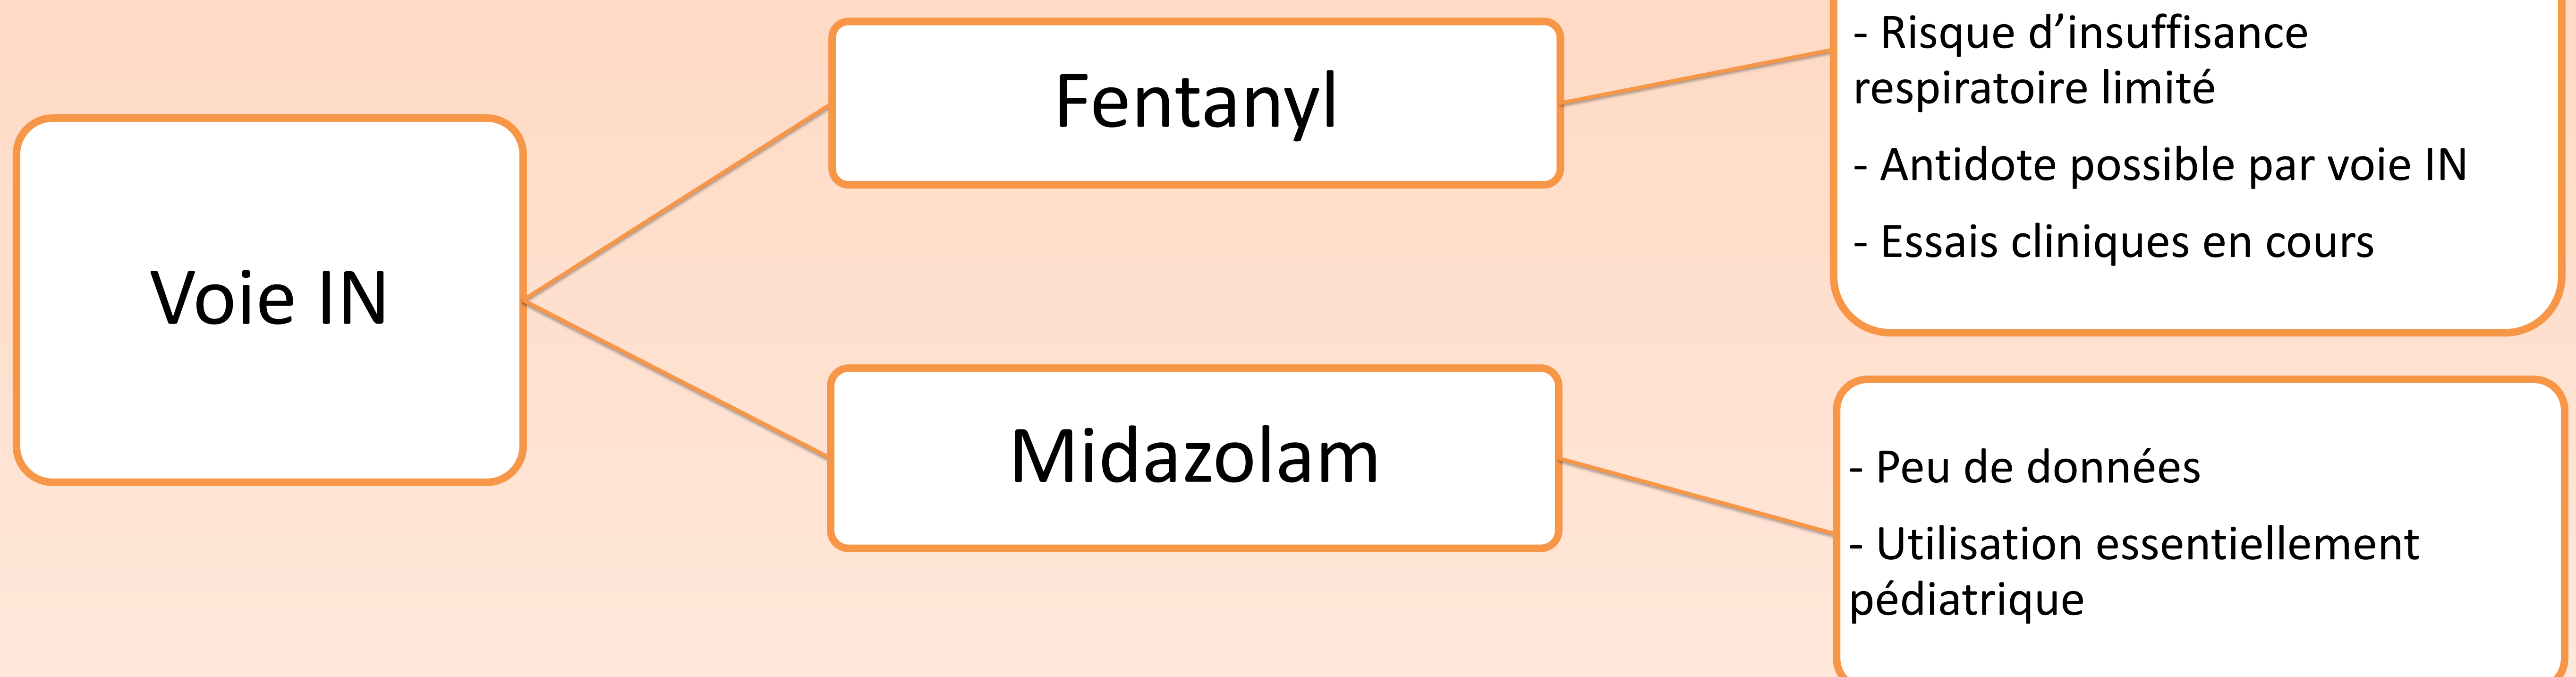 Voie IN
Fentanyl
- Risque d’insuffisance
respiratoire limité
- Antidote possible par voie IN
- Essais cliniques en cours
Midazolam
- Peu de données
- Utilisation essentiellement
pédiatrique